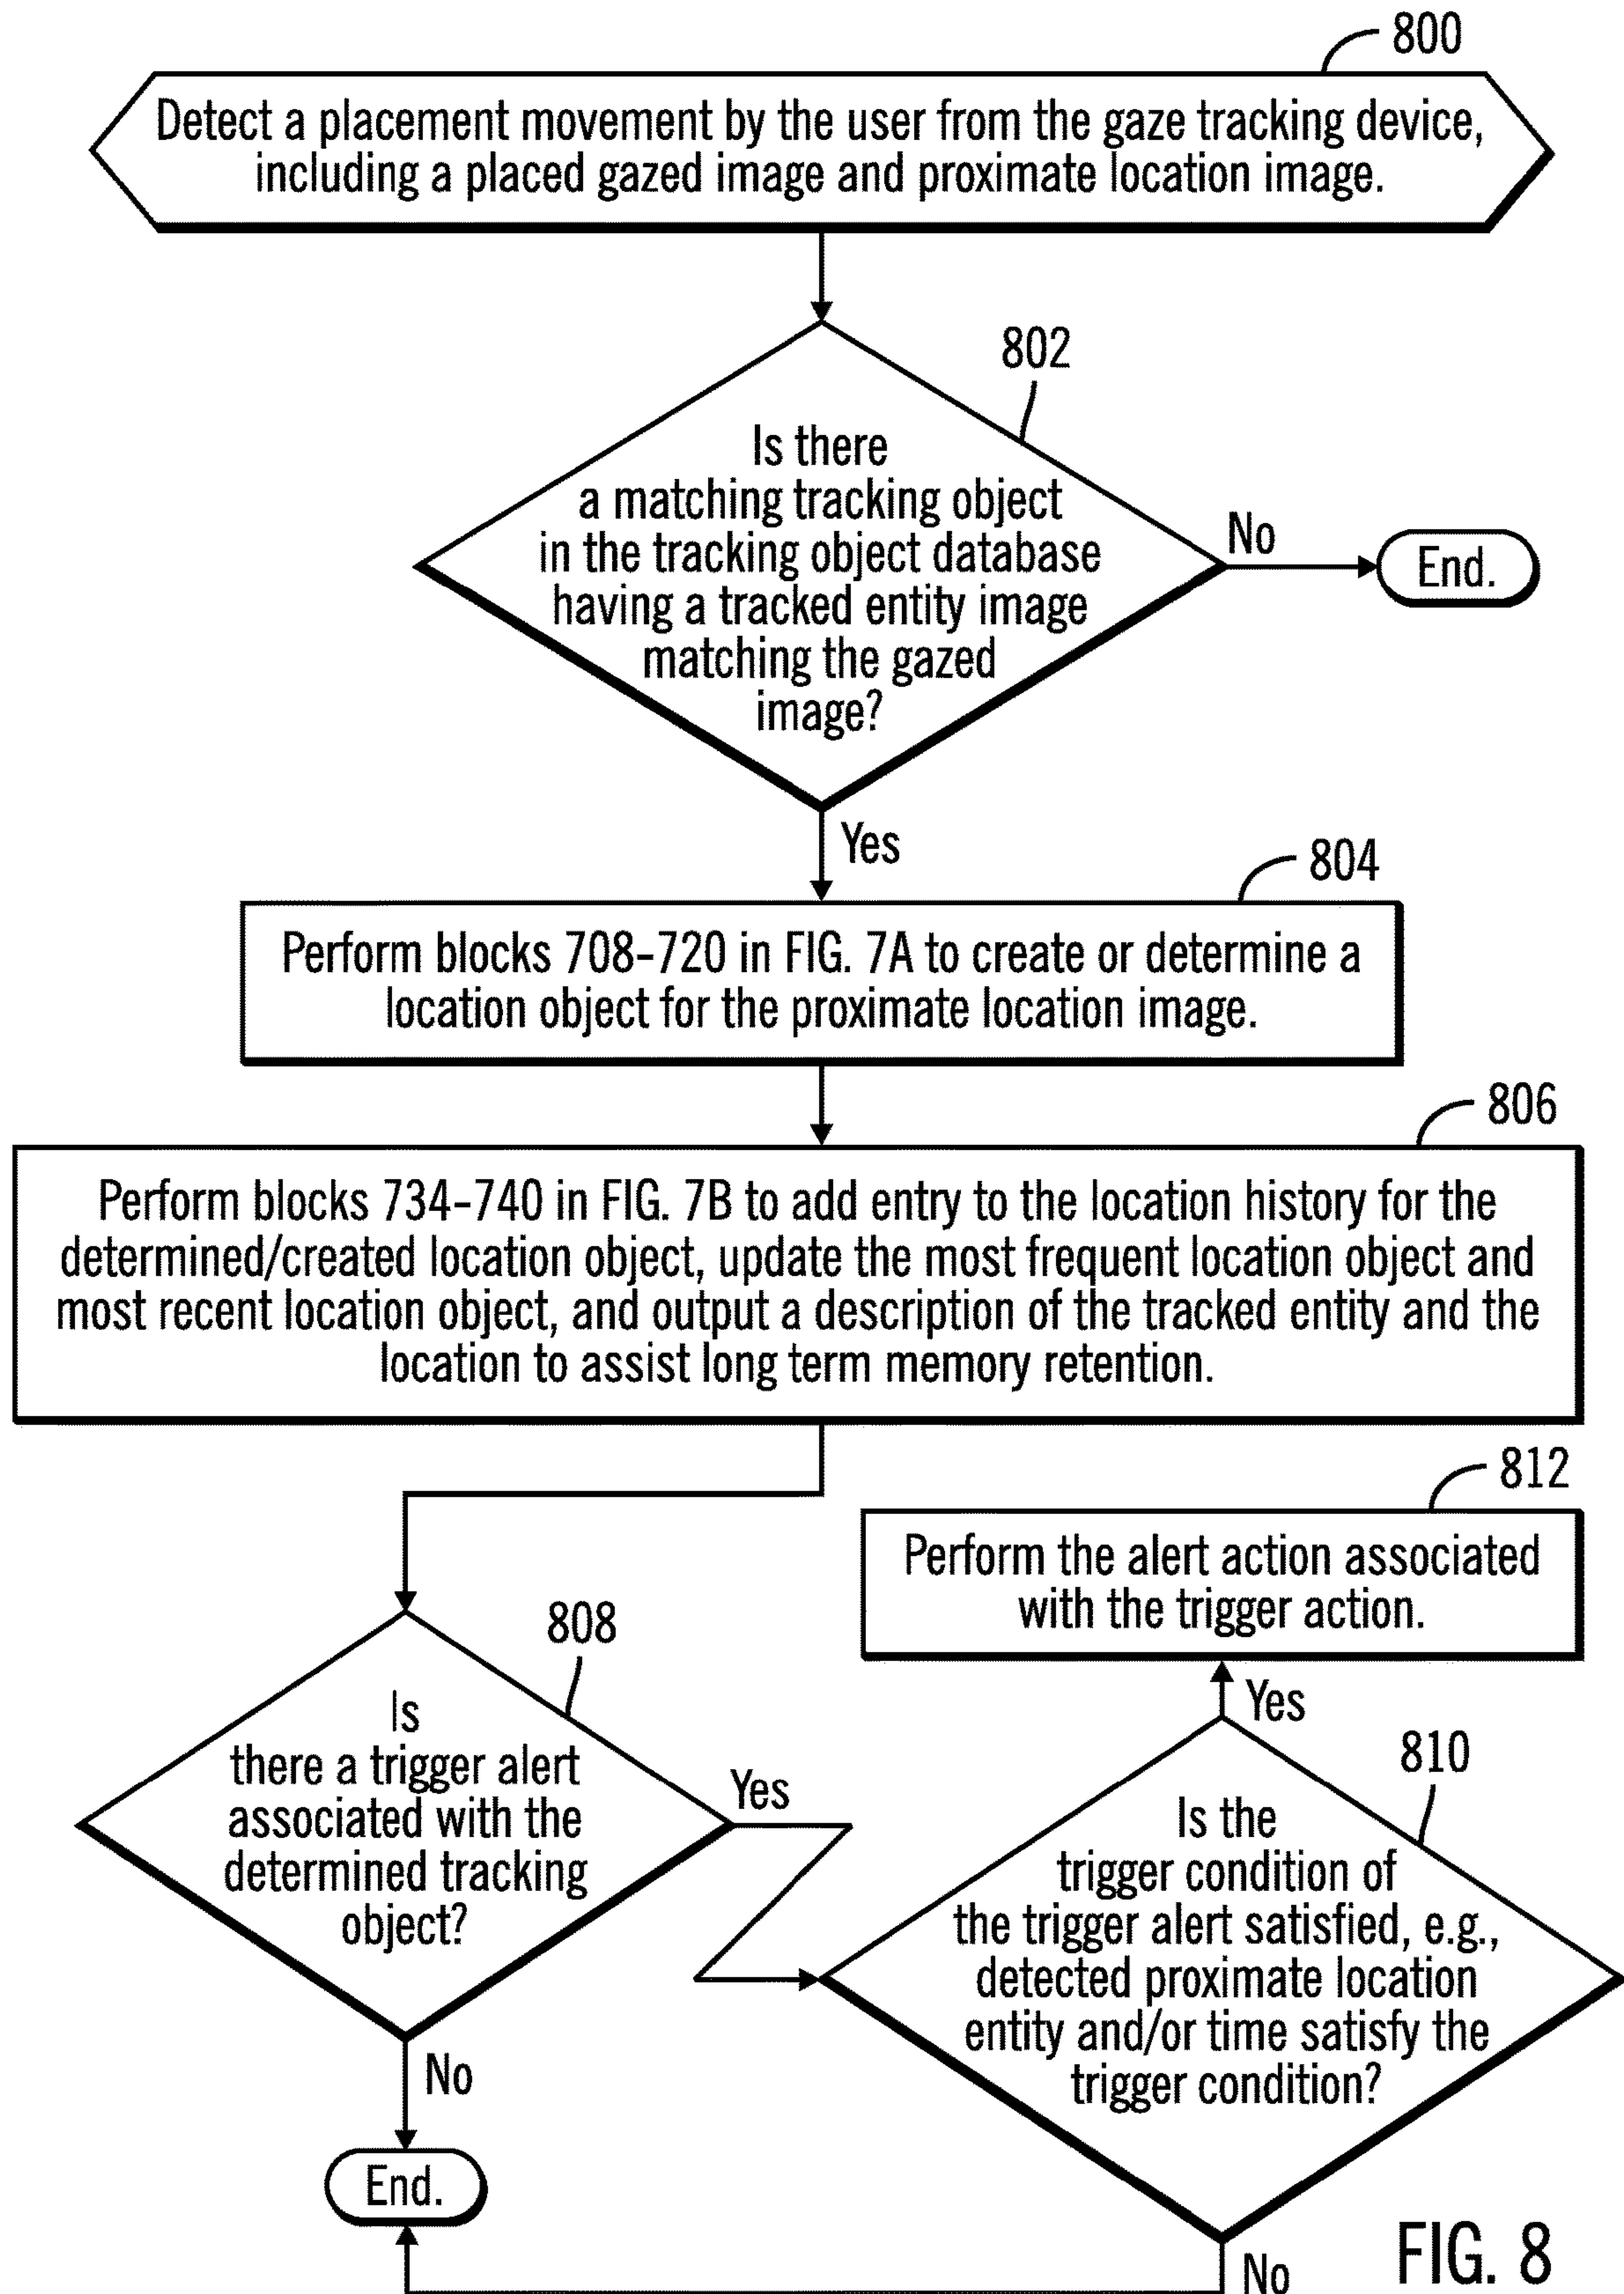 800
Detect a placement movement by the user from the gaze tracking device,
including a placed gazed image and proximate location image.
802
Is there
a matching tracking object
in the tracking object database
having a tracked entity image
matching the gazed
image?
No
End.
Yes
804
Perform blocks 708–720 in FIG. 7A to create or determine a
location object for the proximate location image.
806
Perform blocks 734–740 in FIG. 7B to add entry to the location history for the
determined/created location object, update the most frequent location object and
most recent location object, and output a description of the tracked entity and the
location to assist long term memory retention.
812
Perform the alert action associated
with the trigger action.
808
Is
there a trigger alert
associated with the
determined tracking
object?
Yes
Yes
810
Is the
trigger condition of
the trigger alert satisfied, e.g.,
detected proximate location
entity and/or time satisfy the
trigger condition?
No
End.
No
FIG. 8